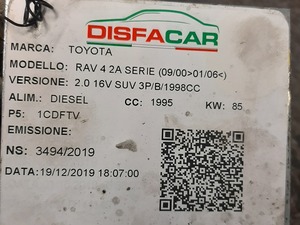 DISFACAR
MARCA: TOYOTA
MODELLO: RAV 4 2A SERIE (09/00>01/06<)
VERSIONE: 2.0 16V SUV 3P/B/1998CC
ALIM.: DIESEL CC: 1995 KW: 85
P5: 1CDFTV
EMISSIONE:
NS: 3494/2019
DATA: 19/12/2019 18:07:00